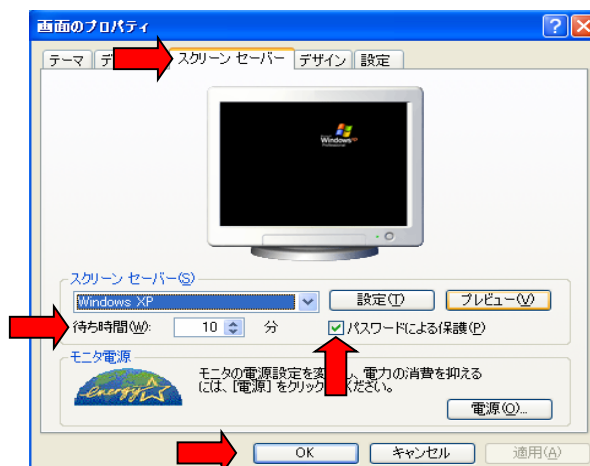 画面のプロパティ
テーマ デ スクリーン セーバー デザイン 設定
Windows
スクリーン セーバー(S)
Windows XP 設定(T) プレビュー(V)
待ち時間(W): 10 分 パスワードによる保護(P)
モニタ電源
energy
モニタの電源設定を変 し、電力の消費を抑える
には、[電源] をクリック ください。
電源(O)...
OK キャンセル 適用(A)